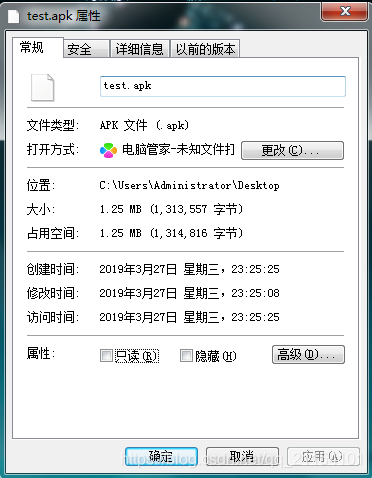 test.apk 属性
常规 安全 详细信息 以前的版本
test.apk
文件类型: APK 文件 (.apk)
打开方式: 电脑管家-未知文件打 更改(C)...
位置: C:\Users\Administrator\Desktop
大小: 1.25 MB (1,313,557 字节)
占用空间: 1.25 MB (1,314,816 字节)
创建时间: 2019年3月27日 星期三，23:25:25
修改时间: 2019年3月27日 星期三，23:25:08
访问时间: 2019年3月27日 星期三，23:25:25
属性: 只读(R) 隐藏(H) 高级(D)...
确定 取消 应用(A)